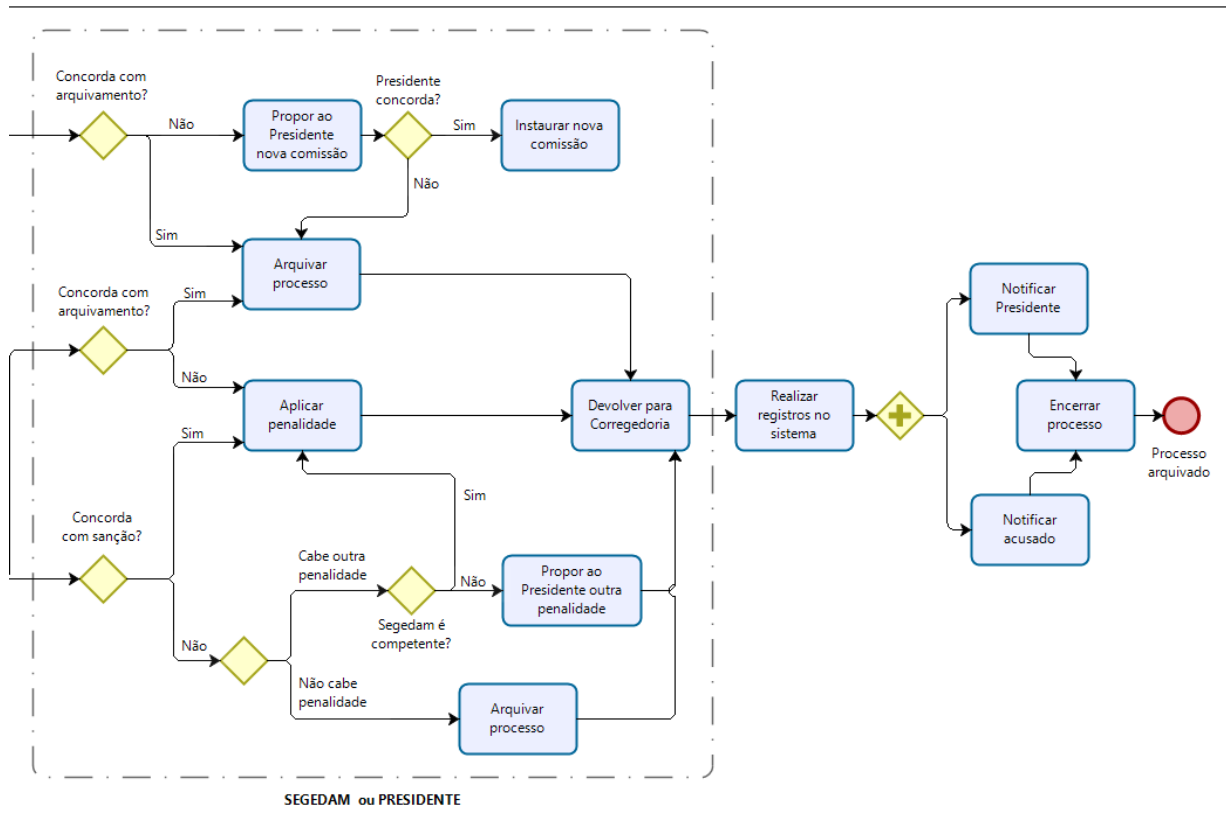 Concorda com
arquivamento?
Não
Sim
Propor ao
Presidente
nova comissão
Presidente
concorda?
Sim
Não
Instaurar nova
comissão
Arquivar
processo
Concorda com
arquivamento?
Sim
Não
Aplicar
penalidade
Sim
Concorda
com sanção?
Não
Cabe outra
penalidade
Não cabe
penalidade
Segedam é
competente?
Sim
Não
Propor ao
Presidente outra
penalidade
Arquivar
processo
Devolver para
Corregedoria
SEGEDAM ou PRESIDENTE
Realizar
registros no
sistema
Notificar
Presidente
Notificar
acusado
Encerrar
processo
Processo
arquivado